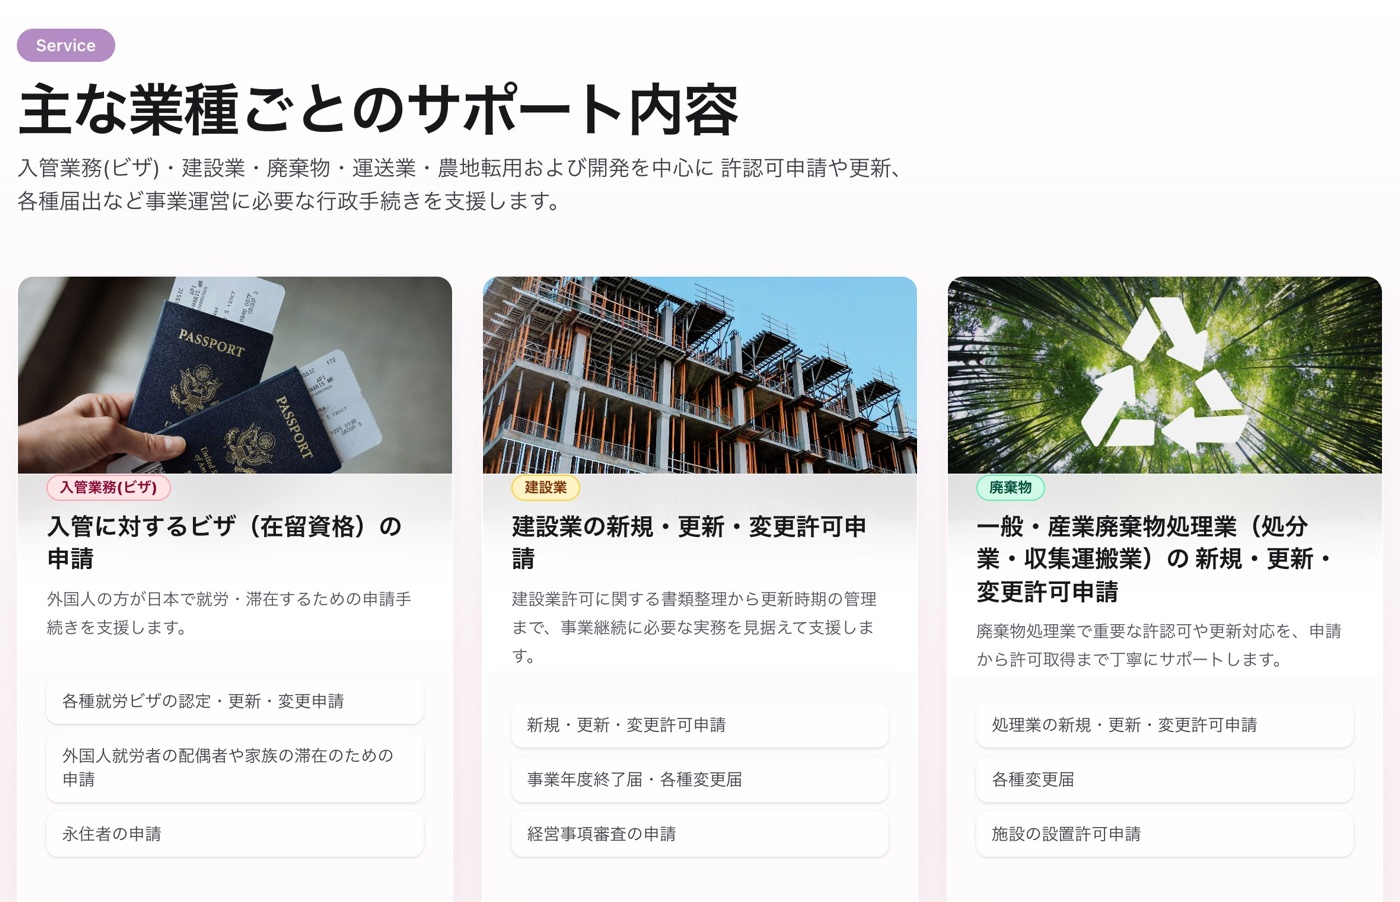 Service
主な業種ごとのサポート内容
入管業務(ビザ)・建設業・廃棄物・運送業・農地転用および開発を中心に 許認可申請や更新、
各種届出など事業運営に必要な行政手続きを支援します。
PASSPORT
PASSPORT
入管業務(ビザ)
入管に対するビザ（在留資格）の
申請
外国人の方が日本で就労・滞在するための申請手
続きを支援します。
各種就労ビザの認定・更新・変更申請
外国人就労者の配偶者や家族の滞在のための
申請
永住者の申請
建設業
建設業の新規・更新・変更許可申
請
建設業許可に関する書類整理から更新時期の管理
まで、事業継続に必要な実務を見据えて支援しま
す。
新規・更新・変更許可申請
事業年度終了届・各種変更届
経営事項審査の申請
廃棄物
一般・産業廃棄物処理業（処分
業・収集運搬業）の 新規・更新・
変更許可申請
廃棄物処理業で重要な許認可や更新対応を、申請
から許可取得まで丁寧にサポートします。
処理業の新規・更新・変更許可申請
各種変更届
施設の設置許可申請